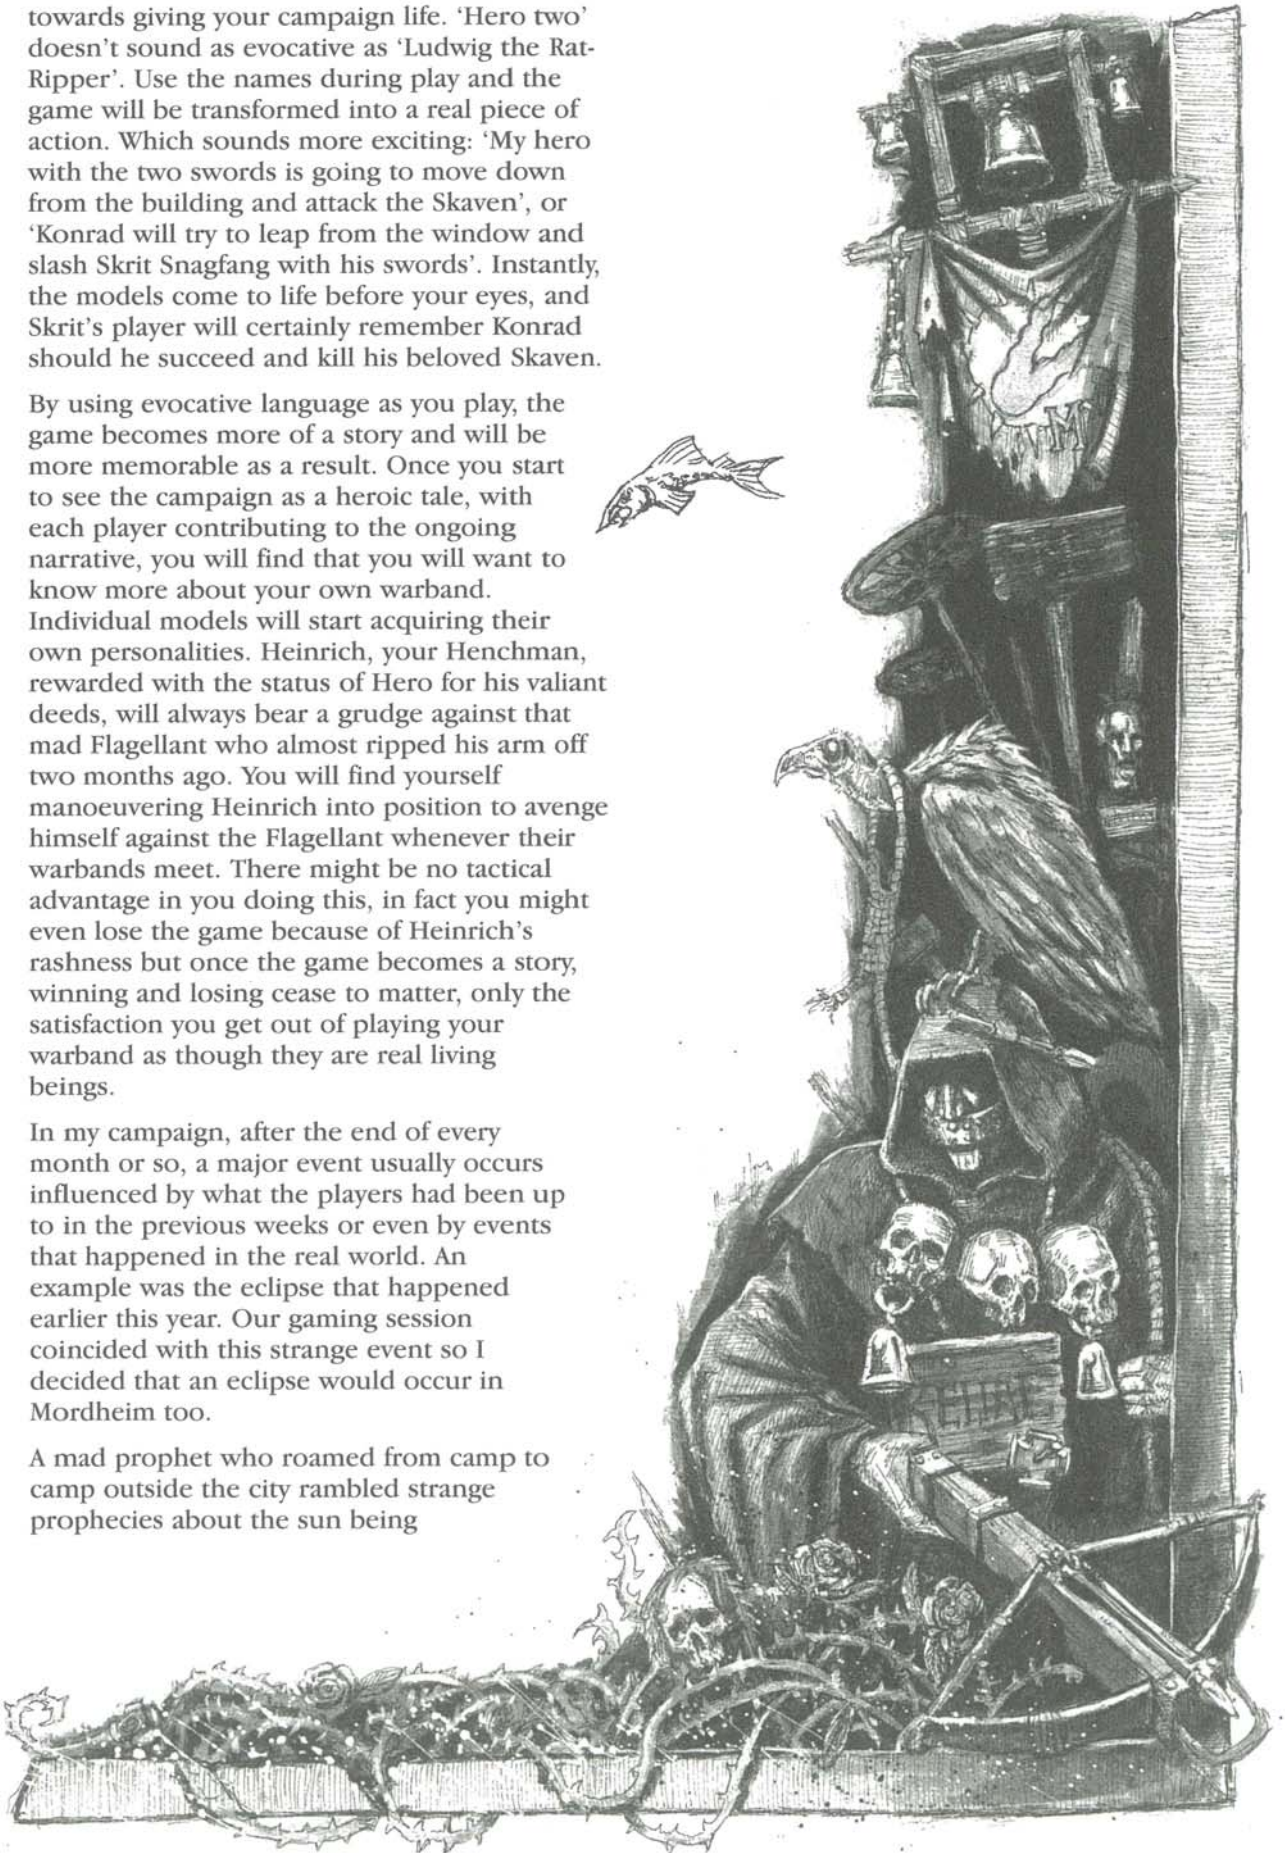 towards giving your campaign life. ‘Hero two’
doesn’t sound as evocative as ‘Ludwig the Rat-
Ripper’. Use the names during play and the
game will be transformed into a real piece of
action. Which sounds more exciting: ‘My hero
with the two swords is going to move down
from the building and attack the Skaven’, or
‘Konrad will try to leap from the window and
slash Skrit Snagfang with his swords’. Instantly,
the models come to life before your eyes, and
Skrit’s player will certainly remember Konrad
should he succeed and kill his beloved Skaven.
By using evocative language as you play, the
game becomes more of a story and will be
more memorable as a result. Once you start
to see the campaign as a heroic tale, with
each player contributing to the ongoing
narrative, you will find that you will want to
know more about your own warband.
Individual models will start acquiring their
own personalities. Heinrich, your Henchman,
rewarded with the status of Hero for his valiant
deeds, will always bear a grudge against that
mad Flagellant who almost ripped his arm off
two months ago. You will find yourself
manoeuvering Heinrich into position to avenge
himself against the Flagellant whenever their
warbands meet. There might be no tactical
advantage in you doing this, in fact you might
even lose the game because of Heinrich’s
rashness but once the game becomes a story,
winning and losing cease to matter, only the
satisfaction you get out of playing your
warband as though they are real living
beings.
In my campaign, after the end of every
month or so, a major event usually occurs
influenced by what the players had been up
to in the previous weeks or even by events
that happened in the real world. An
example was the eclipse that happened
earlier this year. Our gaming session
coincided with this strange event so I
decided that an eclipse would occur in
Mordheim too.
A mad prophet who roamed from camp to
camp outside the city rambled strange
prophecies about the sun being